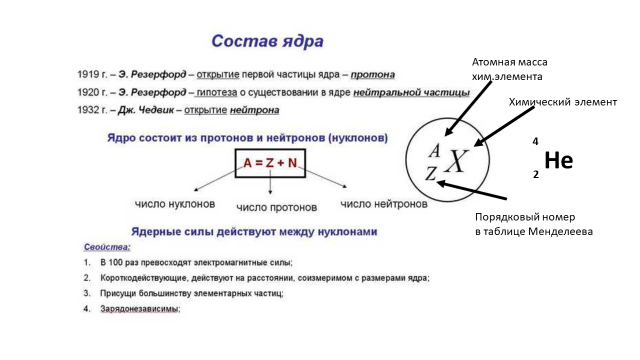 Состав ядра
1919 г. – Э. Резерфорд – открытие первой частицы ядра – протона
1920 г. – Э. Резерфорд – гипотеза о существовании в ядре нейтральной частицы
1932 г. – Дж. Чедвик – открытие нейтрона
Атомная масса
хим.элемента
Химический элемент
Ядро состоит из протонов и нейтронов (нуклонов)
A = Z + N
число нуклонов
число протонов
число нейтронов
A
Z
X
4
2
He
Порядковый номер
в таблице Менделеева
Ядерные силы действуют между нуклонами
Свойства:
1. В 100 раз превосходят электромагнитные силы;
2. Короткодействующие, действуют на расстоянии, соизмеримом с размерами ядра;
3. Присущи большинству элементарных частиц;
4. Зарядонезависимы;